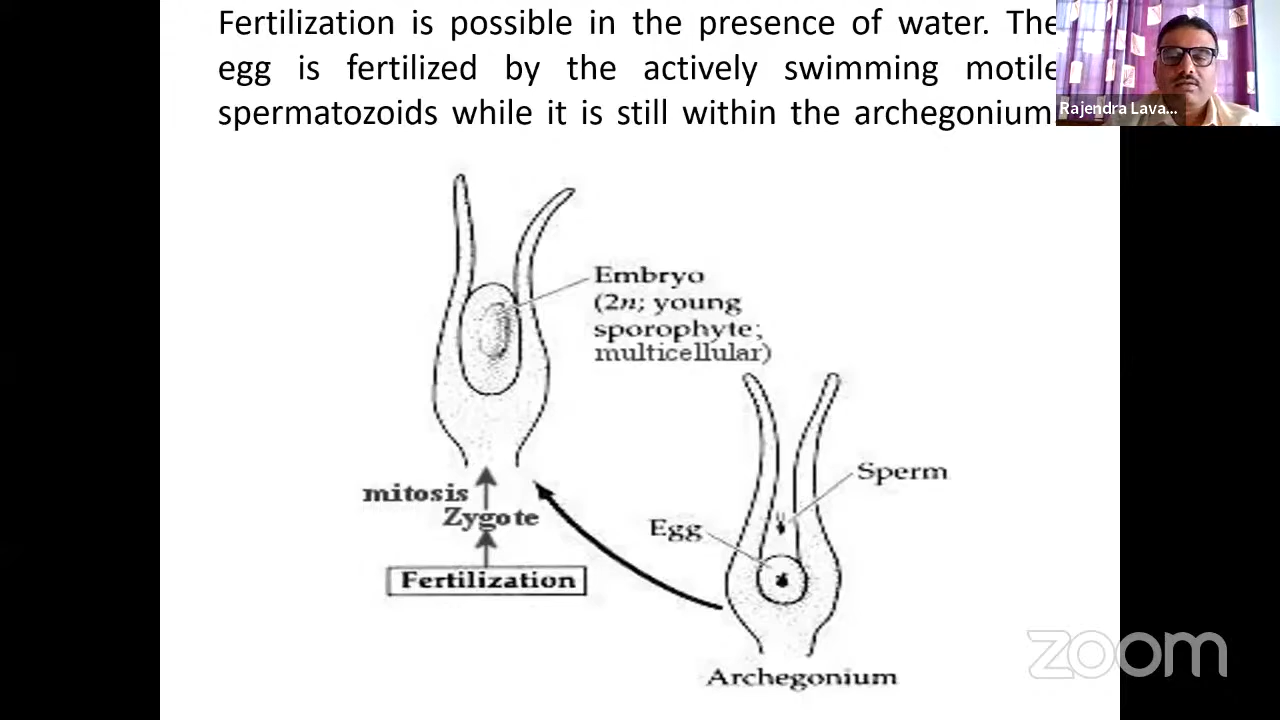 Fertilization is possible in the presence of water. The
egg is fertilized by the actively swimming motile
spermatozoids while it is still within the archegonium
Rajendra Lava...
Embryo
(2n; young
sporophyte;
multicellular)
Sperm
mitosis
Zygote
Egg
Fertilization
Archegonium
zoom